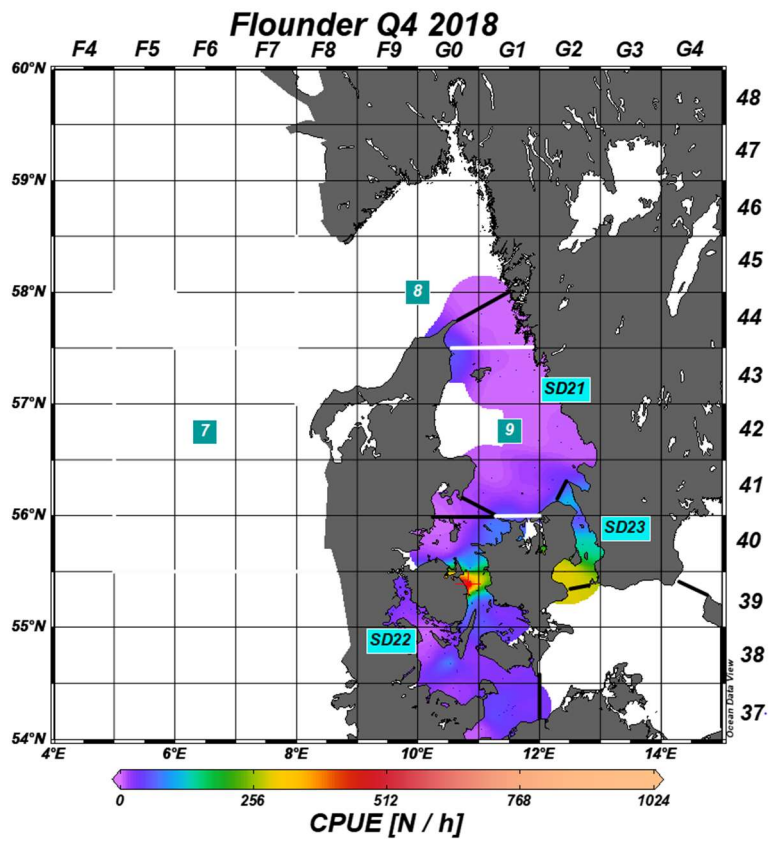 Flounder Q4 2018
F4 F5 F6 F7 F8 F9 G0 G1 G2 G3 G4
60°N
48
47
59°N
46
45
58°N
8
44
SD21
43
57°N
7
9
42
41
56°N
SD23
40
39
55°N
SD22
38
Ocean Data View
37
54°N
4°E 6°E 8°E 10°E 12°E 14°E
0 256 512 768 1024
CPUE [N / h]